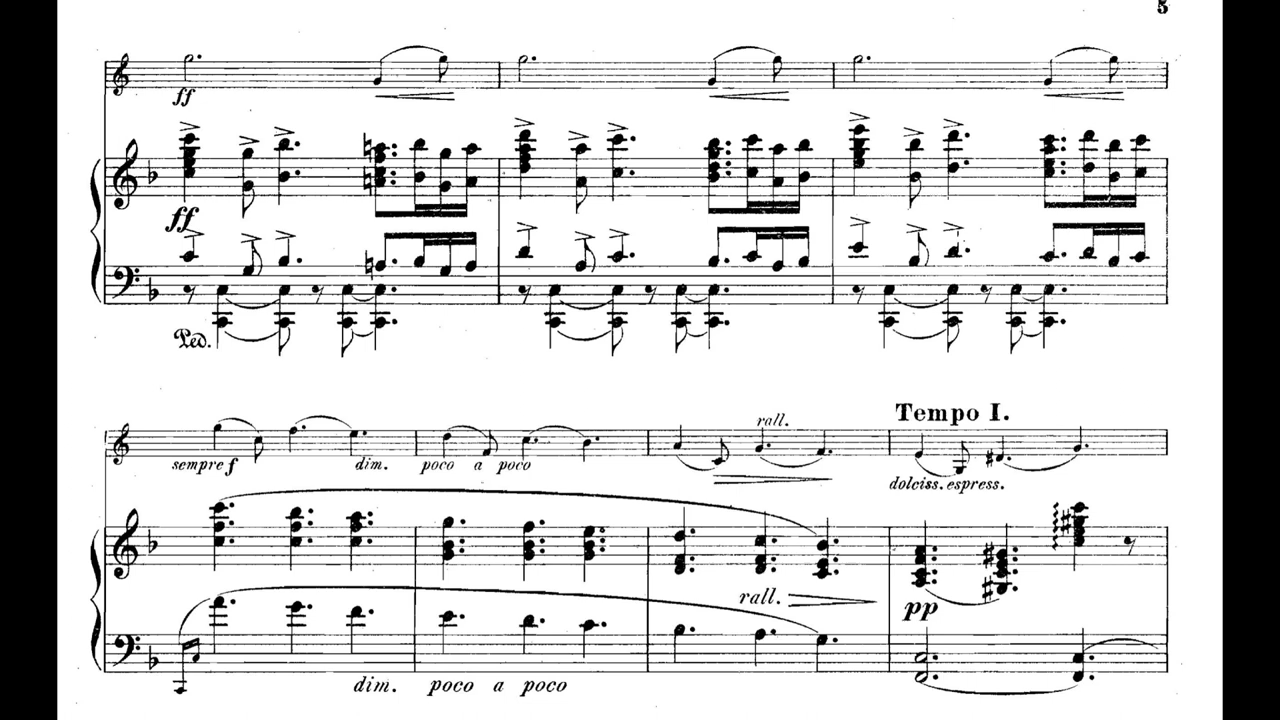 5
ff
ff
Ped.
Tempo I.
rall.
sempre f dim. poco a poco dolciss. espress.
rall.
pp
dim. poco a poco